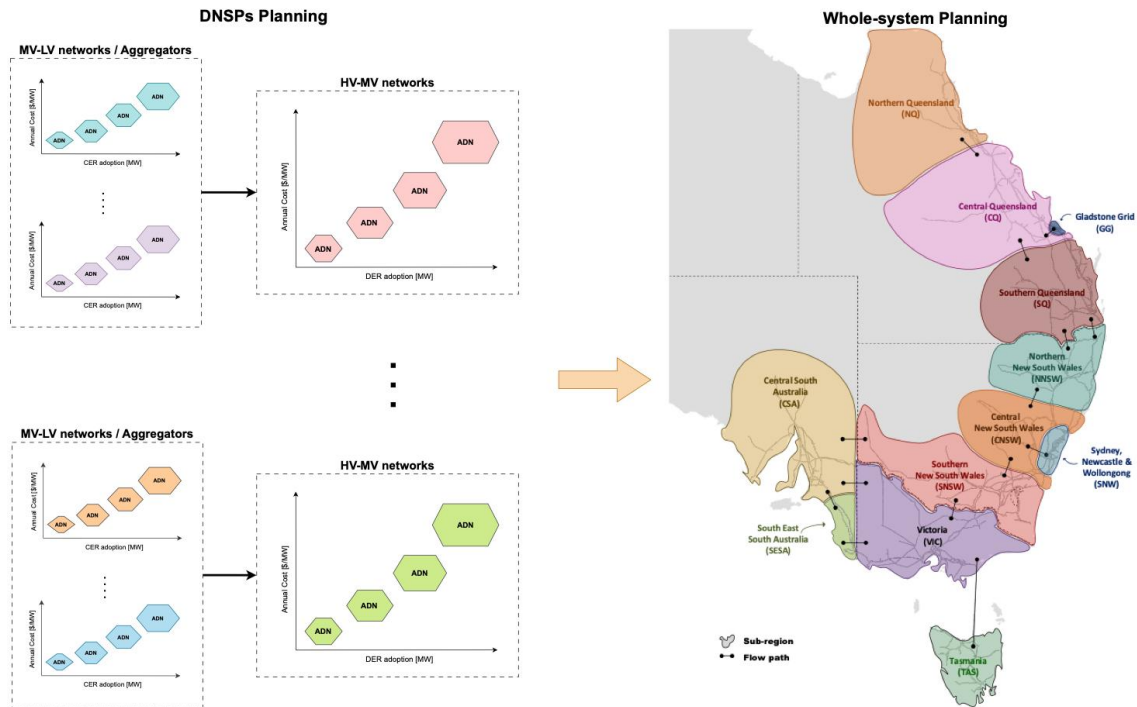 DNSPs Planning
MV-LV networks / Aggregators
Annual Cost [$/MW]
ADN
ADN
ADN
ADN
CER adoption [MW]
Annual Cost [$/MW]
ADN
ADN
ADN
ADN
CER adoption [MW]
HV-MV networks
Annual Cost [$/MW]
ADN
ADN
ADN
ADN
DER adoption [MW]
MV-LV networks / Aggregators
Annual Cost [$/MW]
ADN
ADN
ADN
ADN
CER adoption [MW]
Annual Cost [$/MW]
ADN
ADN
ADN
ADN
CER adoption [MW]
HV-MV networks
Annual Cost [$/MW]
ADN
ADN
ADN
ADN
DER adoption [MW]
Whole-system Planning
Northern Queensland
(NQ)
Central Queensland
(CQ)
Gladstone Grid
(GG)
Southern Queensland
(SQ)
Northern
New South Wales
(NNSW)
Central South
Australia
(CSA)
Central
New South Wales
(CNSW)
Sydney,
Newcastle &
Wollongong
(SNW)
Southern
New South Wales
(SNSW)
South East
South Australia
(SESA)
Victoria
(VIC)
Sub-region
Flow path
Tasmania
(TAS)